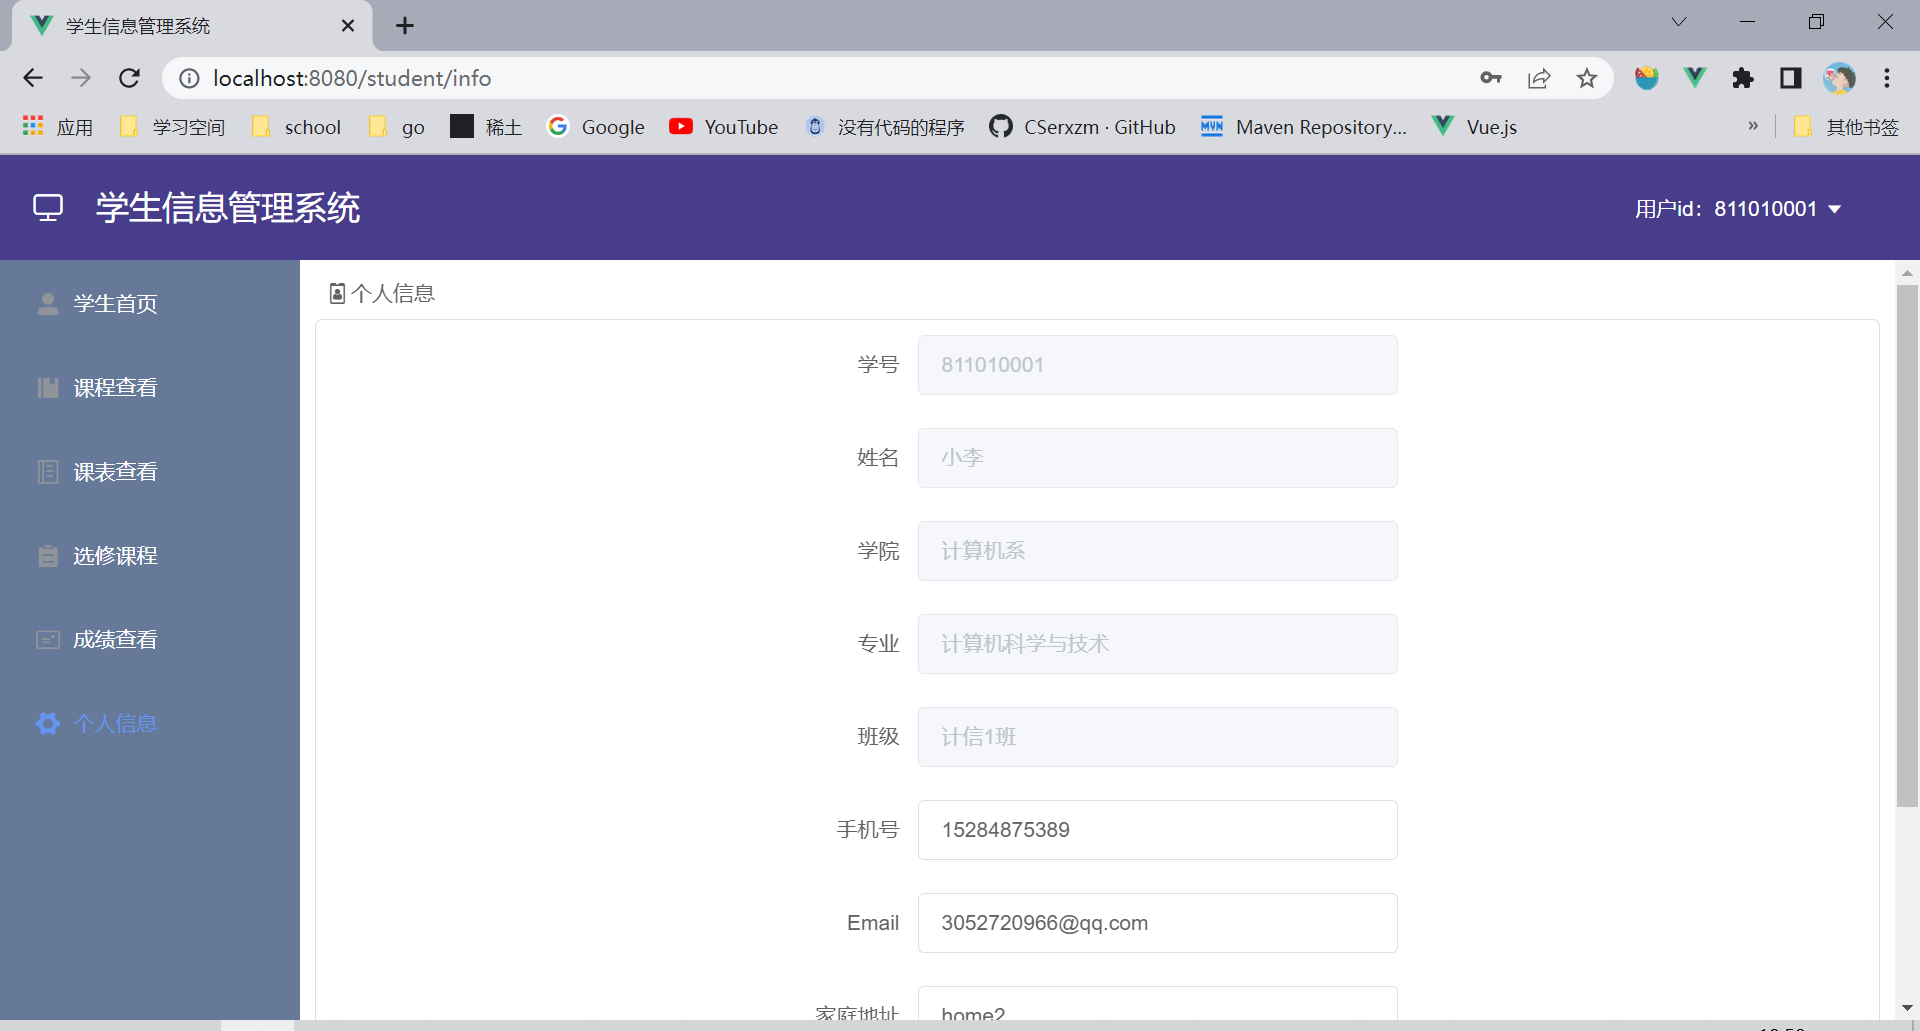 学生信息管理系统
localhost:8080/student/info
应用 学习空间 school go 稀土 Google YouTube 没有代码的程序 CSerxzm · GitHub MVN Maven Repository... Vue.js » 其他书签
学生信息管理系统
用户id：811010001
学生首页
课程查看
课表查看
选修课程
成绩查看
个人信息
个人信息
学号 811010001
姓名 小李
学院 计算机系
专业 计算机科学与技术
班级 计信1班
手机号 15284875389
Email 3052720966@qq.com
家庭地址 home2